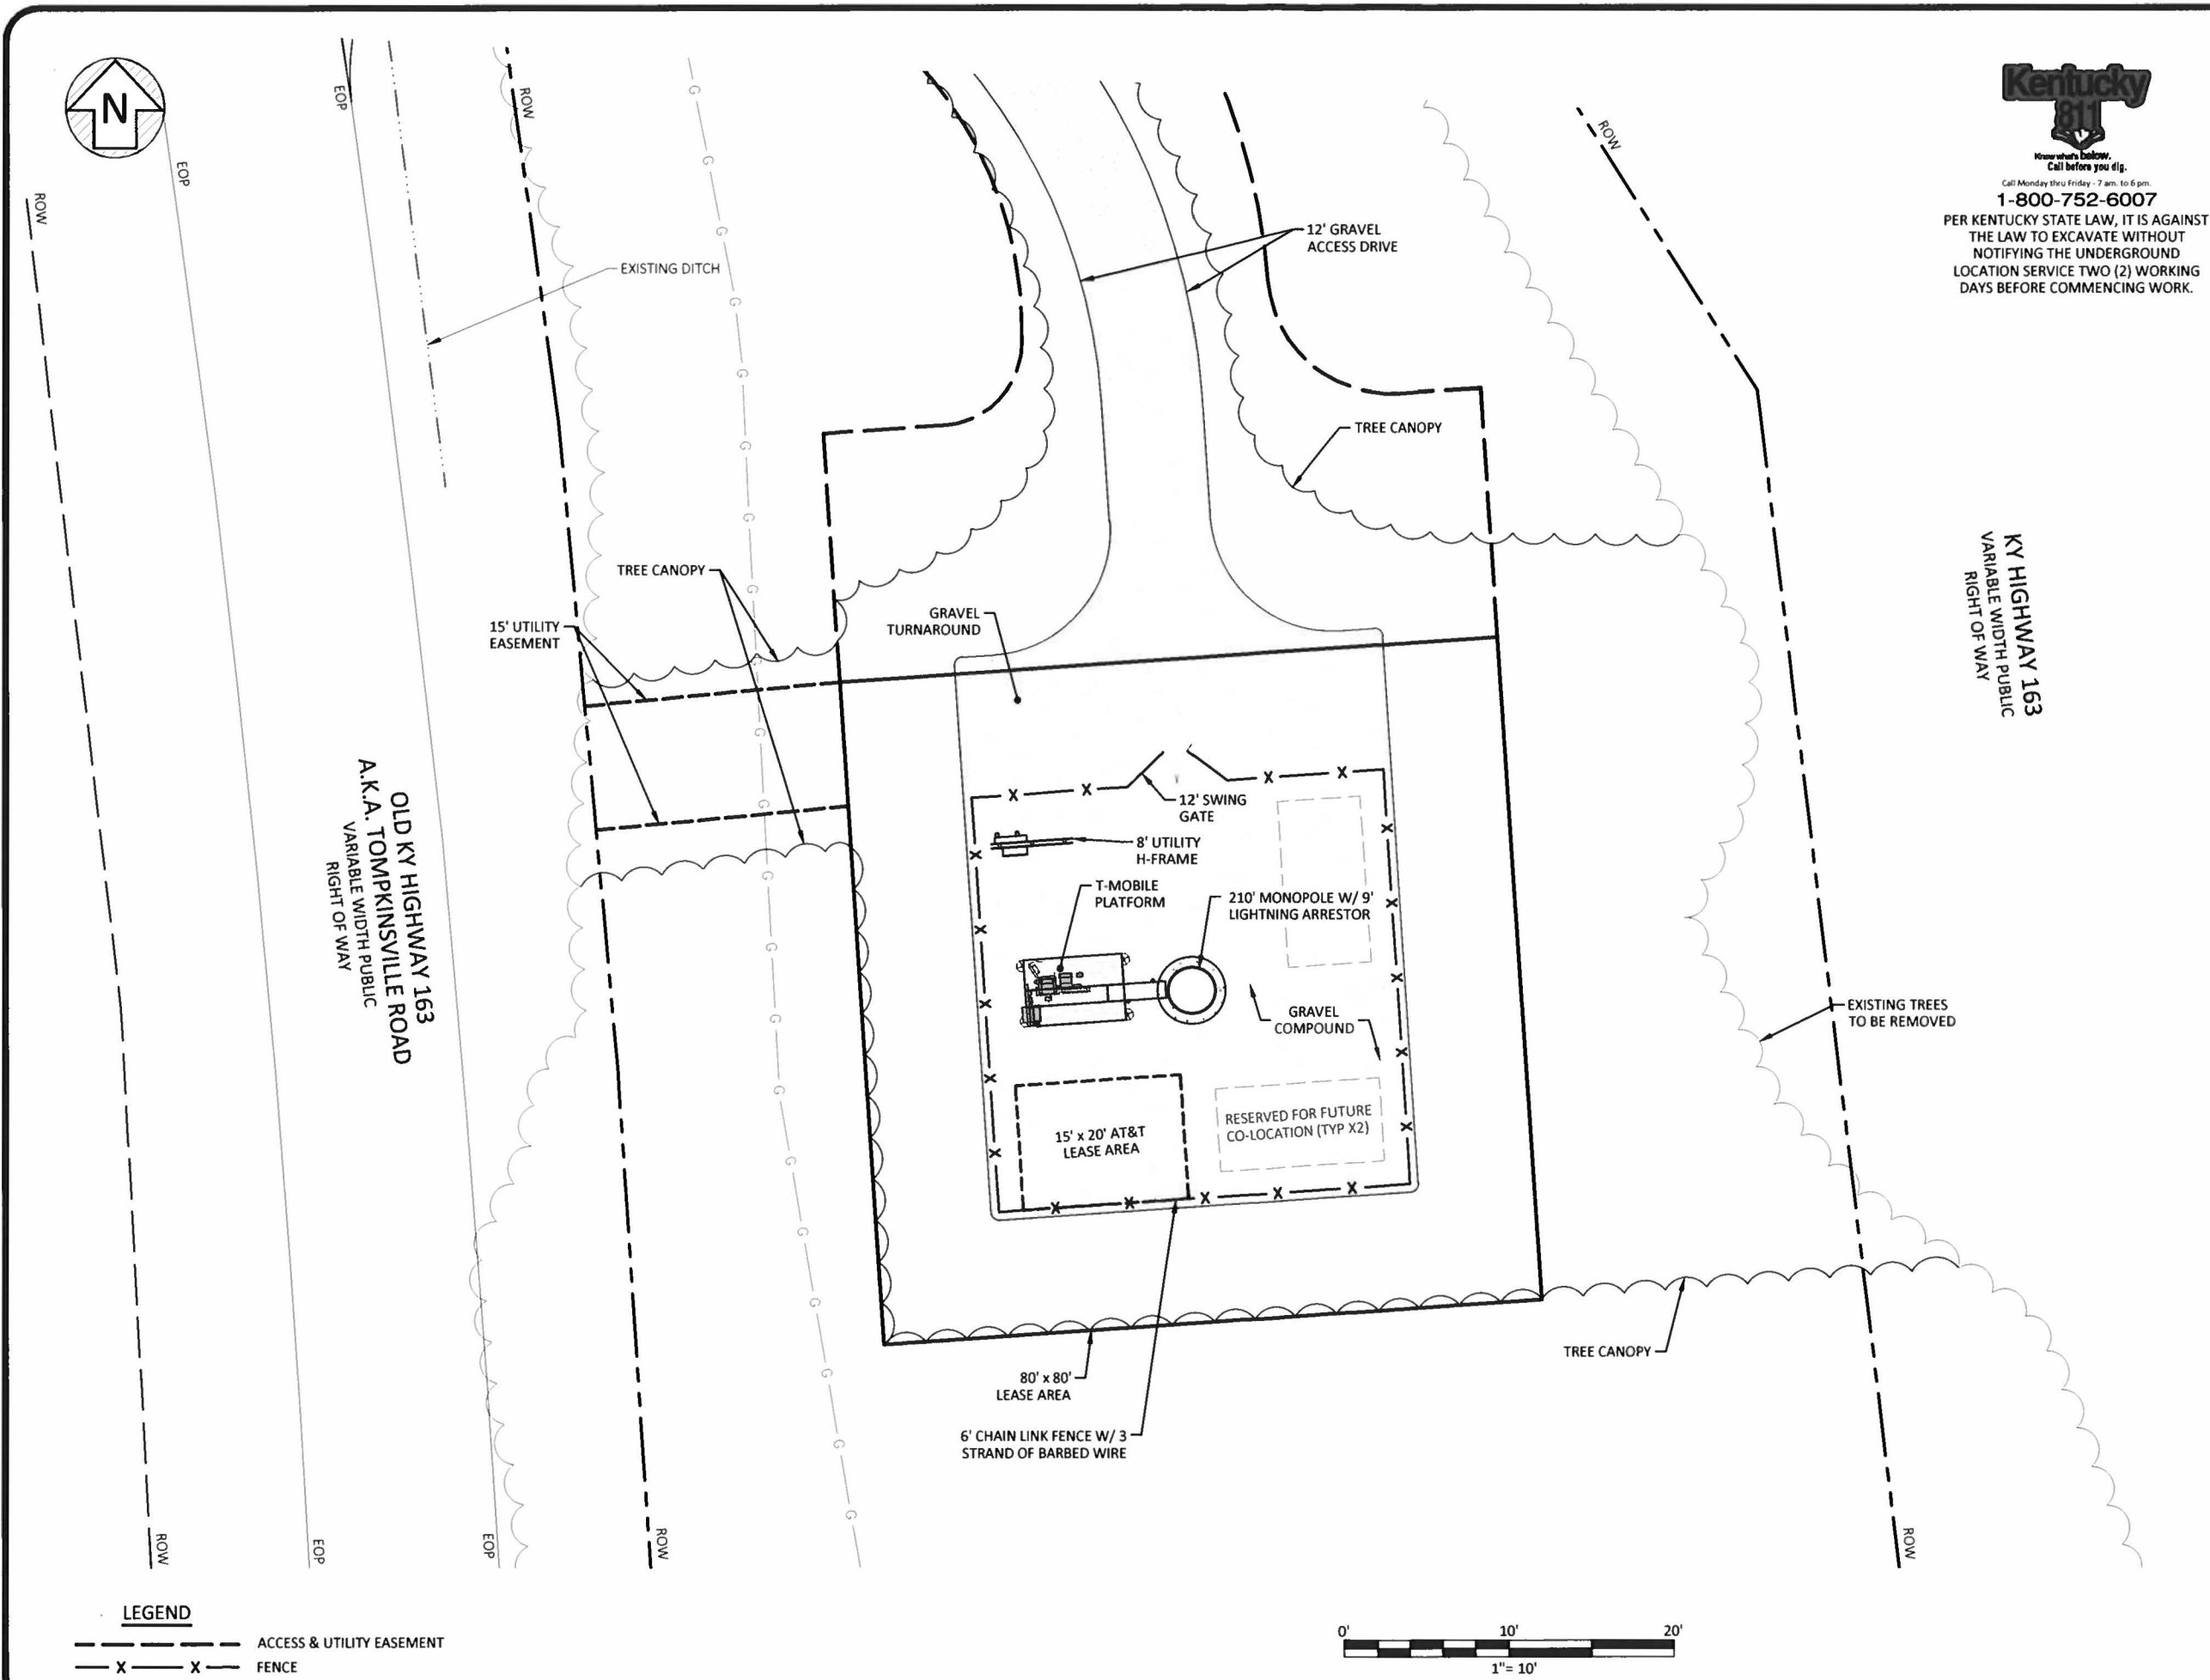 N
Kentucky
811
Know what's below.
Call before you dig.
Call Monday thru Friday - 7 am. to 6 pm.
1-800-752-6007
PER KENTUCKY STATE LAW, IT IS AGAINST
THE LAW TO EXCAVATE WITHOUT
NOTIFYING THE UNDERGROUND
LOCATION SERVICE TWO (2) WORKING
DAYS BEFORE COMMENCING WORK.
ROW
EOP
EOP
ROW
ROW
EXISTING DITCH
12' GRAVEL
ACCESS DRIVE
TREE CANOPY
TREE CANOPY
15' UTILITY
EASEMENT
GRAVEL
TURNAROUND
KY HIGHWAY 163
VARIABLE WIDTH PUBLIC
RIGHT OF WAY
OLD KY HIGHWAY 163
A.K.A. TOMPKINSVILLE ROAD
VARIABLE WIDTH PUBLIC
RIGHT OF WAY
12' SWING
GATE
8' UTILITY
H-FRAME
T-MOBILE
PLATFORM
210' MONOPOLE W/ 9'
LIGHTNING ARRESTOR
GRAVEL
COMPOUND
EXISTING TREES
TO BE REMOVED
15' x 20' AT&T
LEASE AREA
RESERVED FOR FUTURE
CO-LOCATION (TYP X2)
TREE CANOPY
80' x 80'
LEASE AREA
6' CHAIN LINK FENCE W/ 3
STRAND OF BARBED WIRE
ROW
EOP
EOP
ROW
ROW
G G G G G G G G G G G G G G G G G G G G
X X X X X X X X X X X X X X X X X X
LEGEND
ACCESS & UTILITY EASEMENT
X X FENCE
0' 10' 20'
1"= 10'